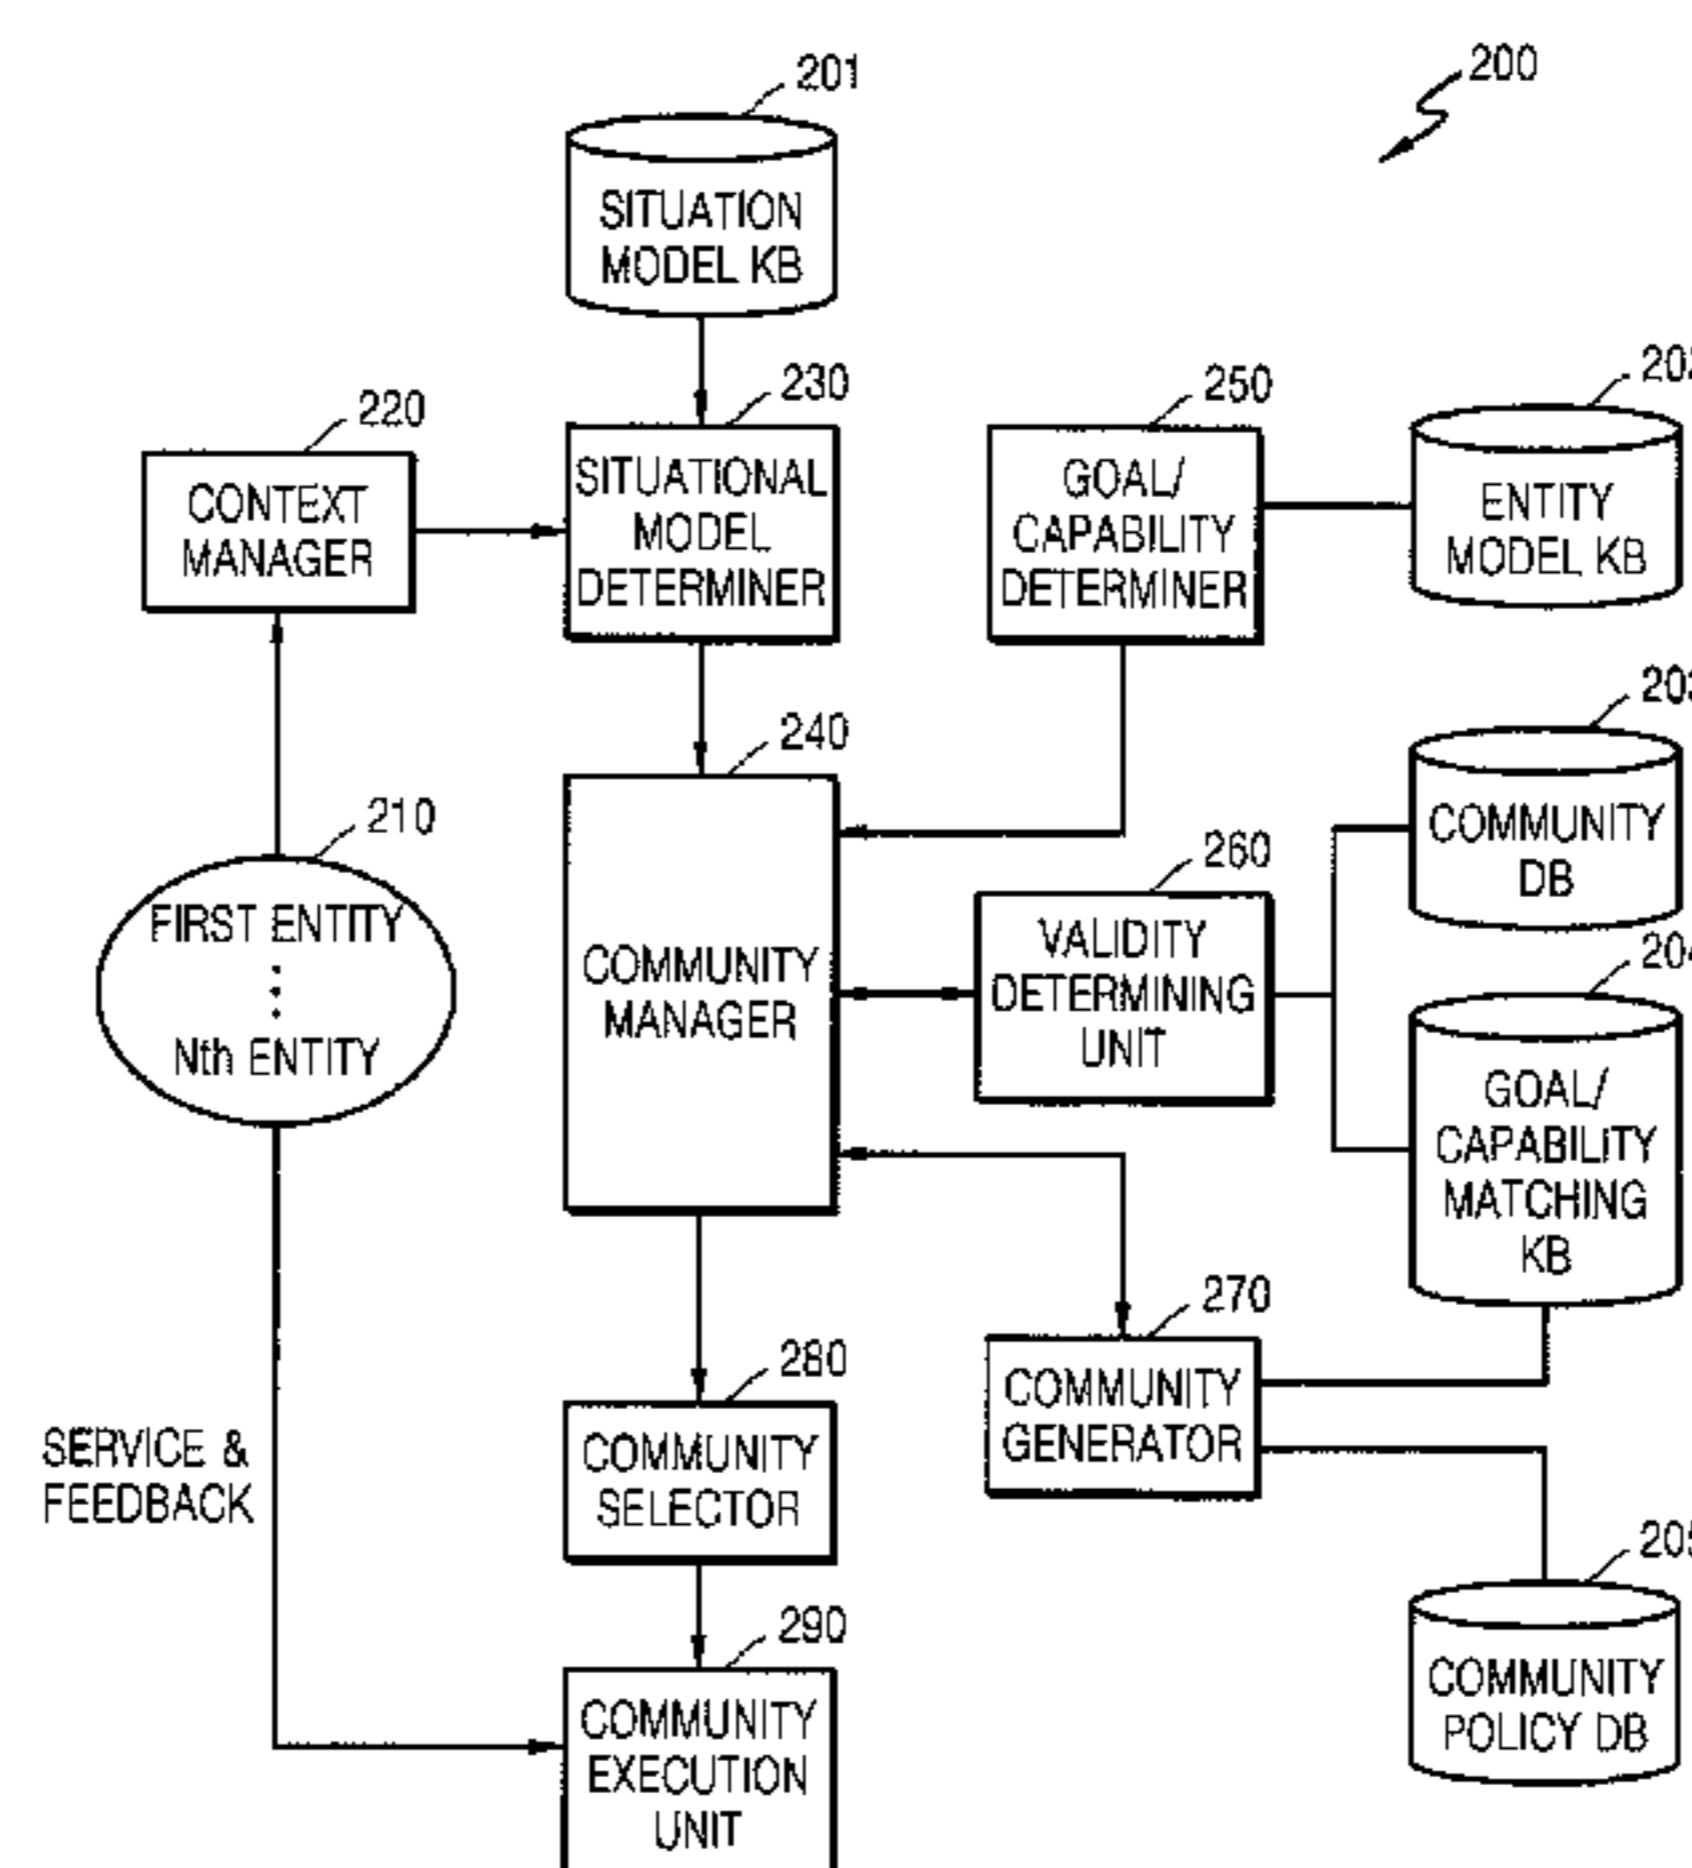 201
200
SITUATION
MODEL KB
230
250
220
SITUATIONAL
MODEL
DETERMINER
GOAL/
CAPABILITY
DETERMINER
ENTITY
MODEL KB
CONTEXT
MANAGER
240
210
260
COMMUNITY
DB
FIRST ENTITY
Nth ENTITY
COMMUNITY
MANAGER
VALIDITY
DETERMINING
UNIT
GOAL/
CAPABILITY
MATCHING
KB
270
280
COMMUNITY
GENERATOR
SERVICE &
FEEDBACK
COMMUNITY
SELECTOR
290
COMMUNITY
EXECUTION
UNIT
COMMUNITY
POLICY DB